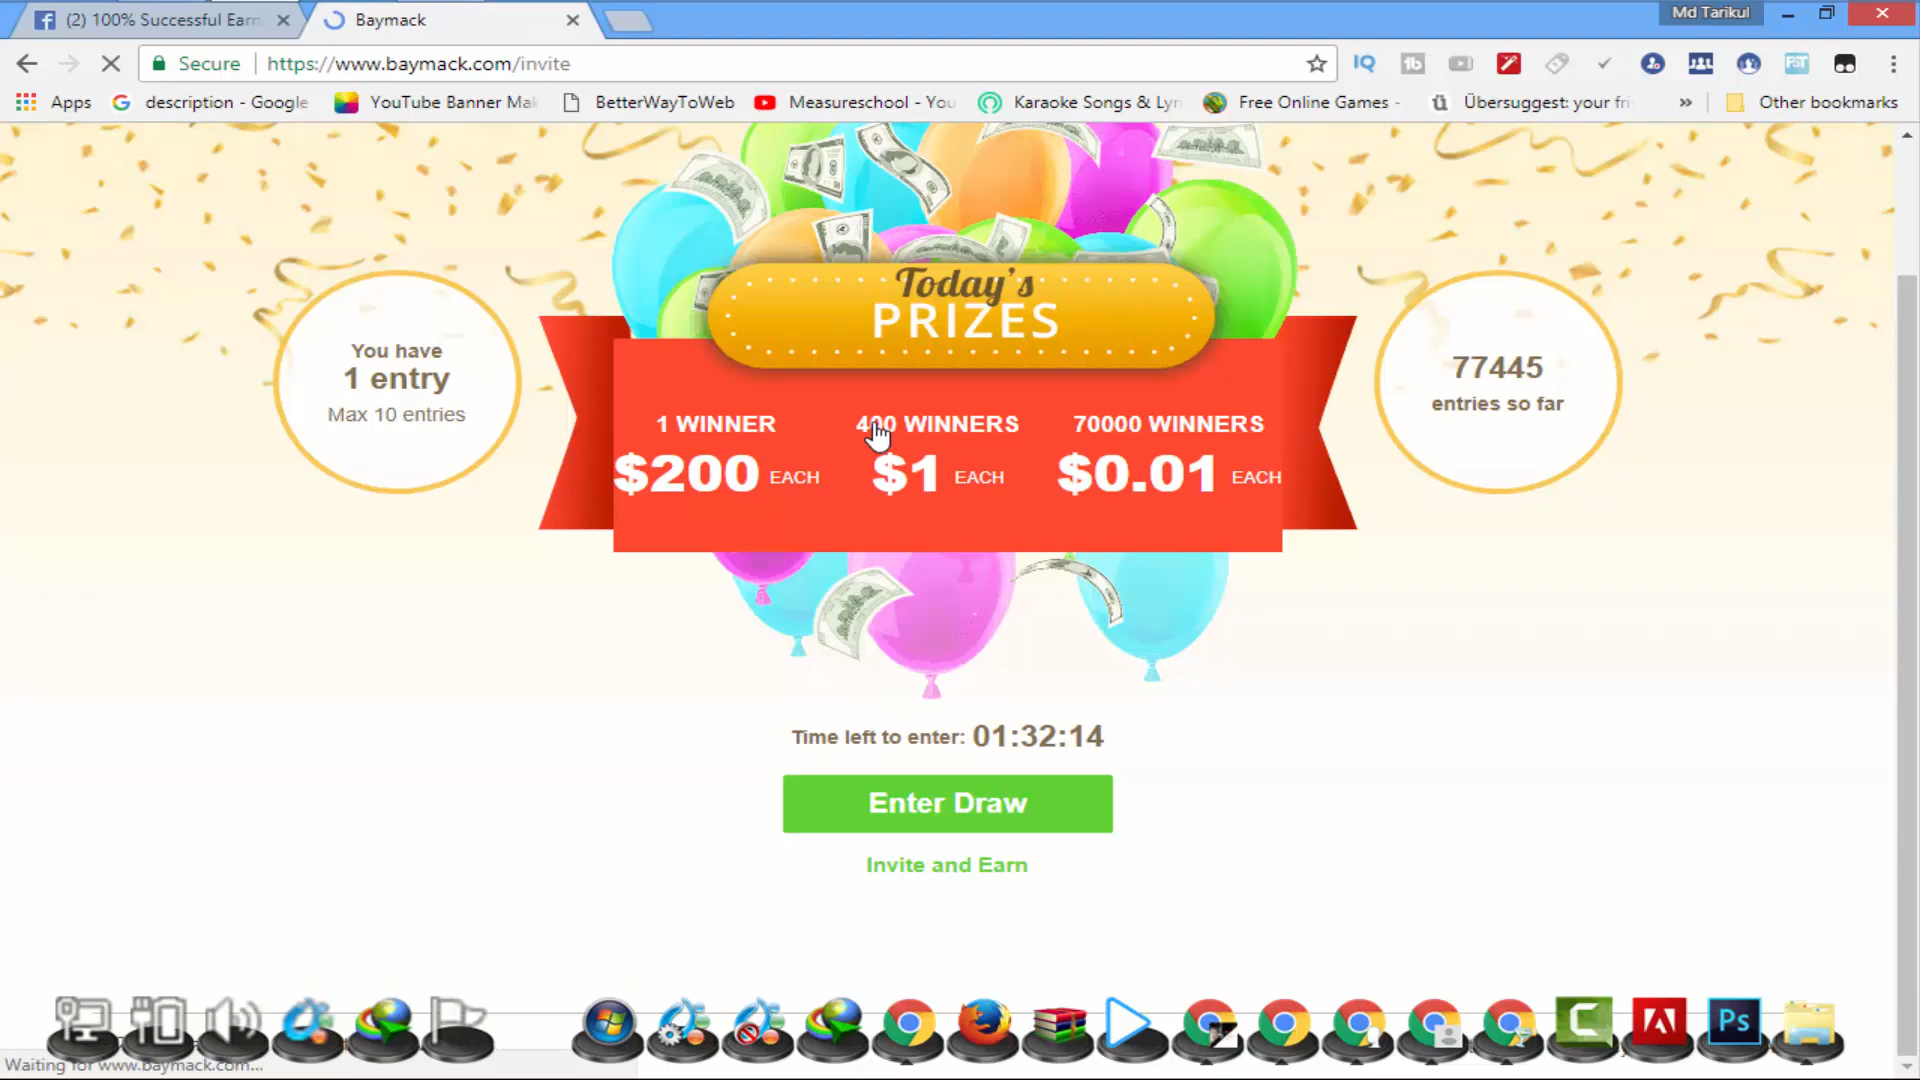 (2) 100% Successful Earn
Baymack
Md Tarikul
Secure
https://www.baymack.com/invite
Apps
description - Google
YouTube Banner Mak
BetterWayToWeb
Measureschool - You
Karaoke Songs & Lyr
Free Online Games -
Übersuggest: your fri
»
Other bookmarks
Today's
PRIZES
You have
1 entry
Max 10 entries
1 WINNER
$200 EACH
400 WINNERS
$1 EACH
70000 WINNERS
$0.01 EACH
77445
entries so far
Time left to enter: 01:32:14
Enter Draw
Invite and Earn
Ps
Waiting for www.baymack.com...